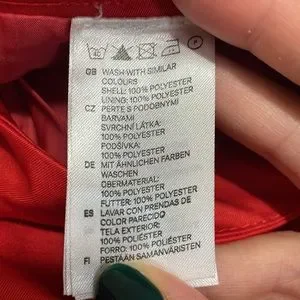 GB WASH WITH SIMILAR
COLOURS
SHELL: 100% POLYESTER
LINING: 100% POLYESTER
CZ PERTE S PODOBNÝMI
BARVAMI
SVRCHNÍ LÁTKA:
100% POLYESTER
PODŠÍVKA:
100% POLYESTER
DE MIT ÄHNLICHEN FARBEN
WASCHEN
OBERMATERIAL:
100% POLYESTER
FUTTER: 100% POLYESTER
ES LAVAR CON PRENDAS DE
COLOR PARECIDO
TELA EXTERIOR:
100% POLIÉSTER
FORRO: 100% POLIÉSTER
FI PESTÄÄN SAMANVÄRISTEN